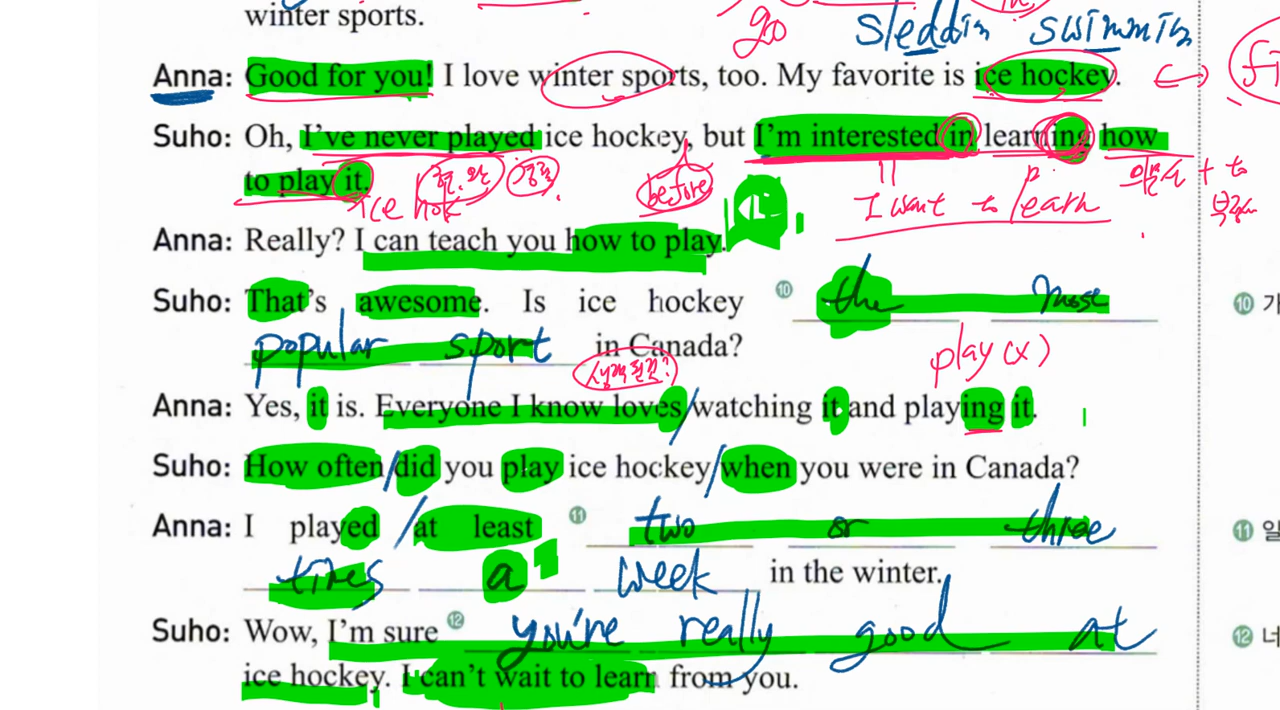 winter sports.
go sleddin swimmin
Anna: Good for you! I love winter sports, too. My favorite is ice hockey.
Suho: Oh, I've never played ice hockey, but I'm interested in learning how
to play it.
before
I want to learn
+ to
Anna: Really? I can teach you how to play.
Suho: That's awesome. Is ice hockey ⑩ the most
popular sport in Canada?
play (x)
Anna: Yes, it is. Everyone I know loves/watching it and playing it.
Suho: How often/did you play ice hockey/when you were in Canada?
Anna: I played /at least ⑪ two or three
times a week in the winter.
Suho: Wow, I'm sure ⑫ you're really good at
ice hockey. I can't wait to learn from you.
⑩ 가
⑪ 일
⑫ 너